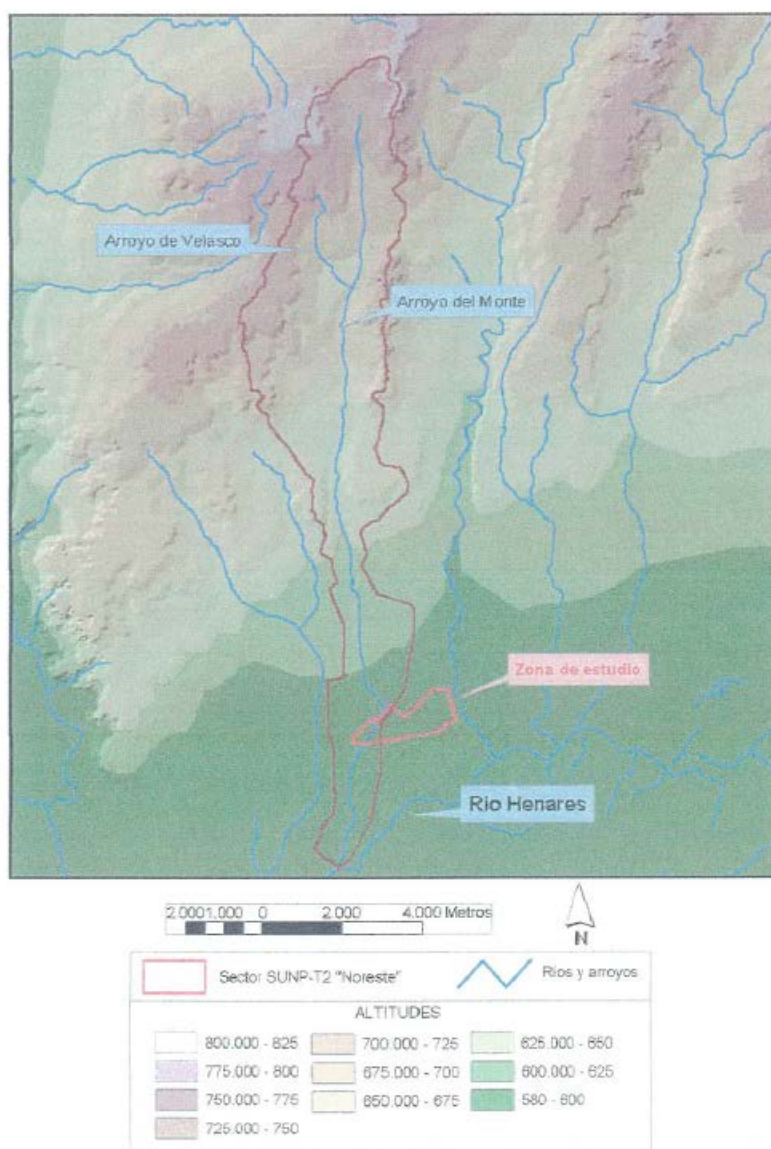 Arroyo de Velasco
Arroyo del Monte
Zona de estudio
Río Henares
2.0001.000 0 2.000 4.000 Metros
N
Sector SUNP-T2 "Noreste"
Ríos y arroyos
ALTITUDES
800.000 - 825
775.000 - 800
750.000 - 775
725.000 - 750
700.000 - 725
675.000 - 700
650.000 - 675
625.000 - 650
600.000 - 625
580 - 600